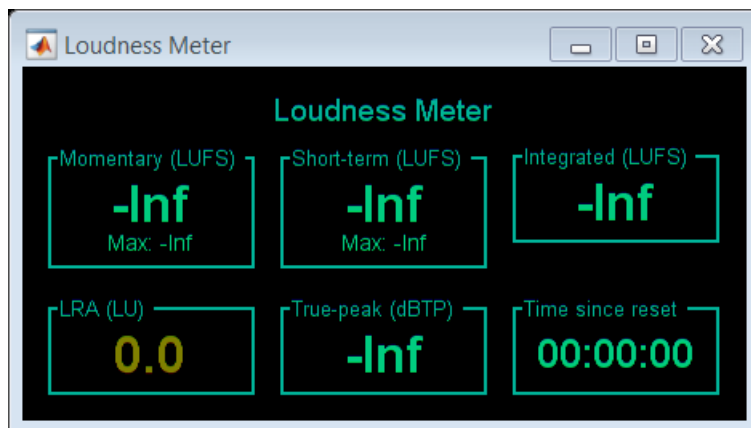 Loudness Meter
Loudness Meter
Momentary (LUFS)
-Inf
Max: -Inf
Short-term (LUFS)
-Inf
Max: -Inf
Integrated (LUFS)
-Inf
LRA (LU)
0.0
True-peak (dBTP)
-Inf
Time since reset
00:00:00